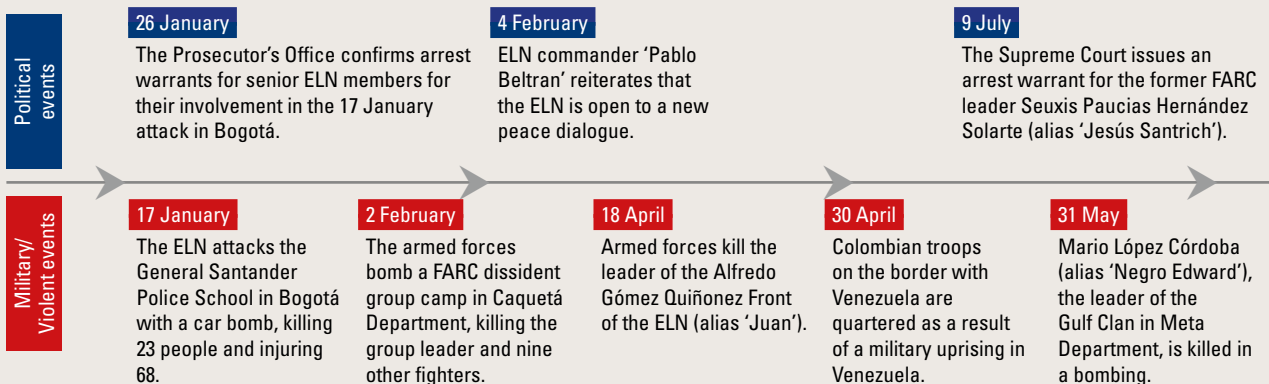 Political
events
26 January
The Prosecutor's Office confirms arrest
warrants for senior ELN members for
their involvement in the 17 January
attack in Bogotá.
4 February
ELN commander ‘Pablo
Beltran’ reiterates that
the ELN is open to a new
peace dialogue.
9 July
The Supreme Court issues an
arrest warrant for the former FARC
leader Seuxis Paucias Hernández
Solarte (alias ‘Jesús Santrich’).
Military/
Violent events
17 January
The ELN attacks the
General Santander
Police School in Bogotá
with a car bomb, killing
23 people and injuring
68.
2 February
The armed forces
bomb a FARC dissident
group camp in Caquetá
Department, killing the
group leader and nine
other fighters.
18 April
Armed forces kill the
leader of the Alfredo
Gómez Quiñonez Front
of the ELN (alias ‘Juan’).
30 April
Colombian troops
on the border with
Venezuela are
quartered as a result
of a military uprising in
Venezuela.
31 May
Mario López Córdoba
(alias ‘Negro Edward’),
the leader of the
Gulf Clan in Meta
Department, is killed in
a bombing.